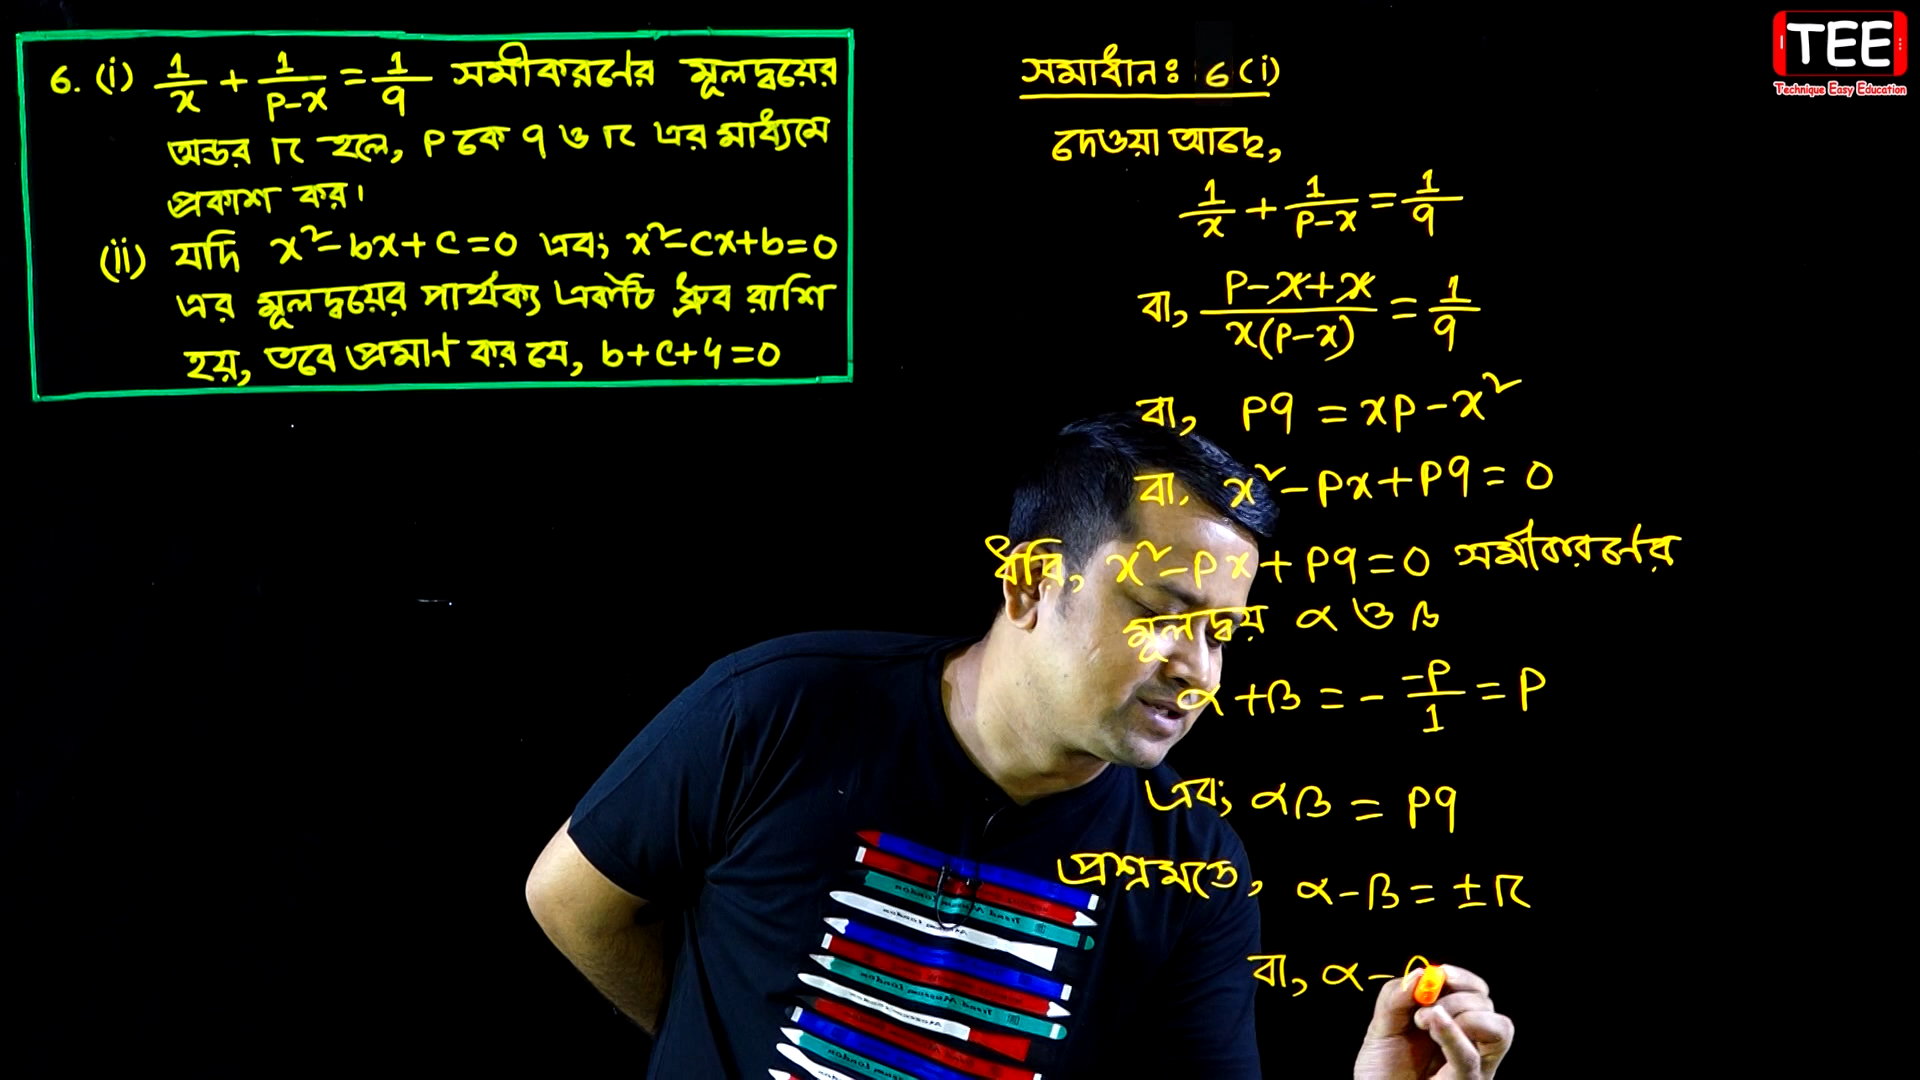 6. (i) 1/x + 1/(p-x) = 1/q সমীকরণের মূলদ্বয়ের
অন্তর r হলে, p কে q ও r এর মাধ্যমে
প্রকাশ কর।
(ii) যদি x²-bx+c=0 এবং x²-cx+b=0
এর মূলদ্বয়ের পার্থক্য একটি ধ্রুব রাশি
হয়, তবে প্রমাণ কর যে, b+c+4=0
সমাধানঃ 6(i)
দেওয়া আছে,
1/x + 1/(p-x) = 1/q
বা, (p-x+x)/(x(p-x)) = 1/q
বা, pq = xp-x²
বা, x²-px+pq=0
ধরি, x²-px+pq=0 সমীকরণের
মূলদ্বয় α ও β
α+β = - (-p)/1 = p
এবং αβ = pq
প্রশ্নমতে, α-β = ±r
বা, α-
TEE
Technique Easy Education